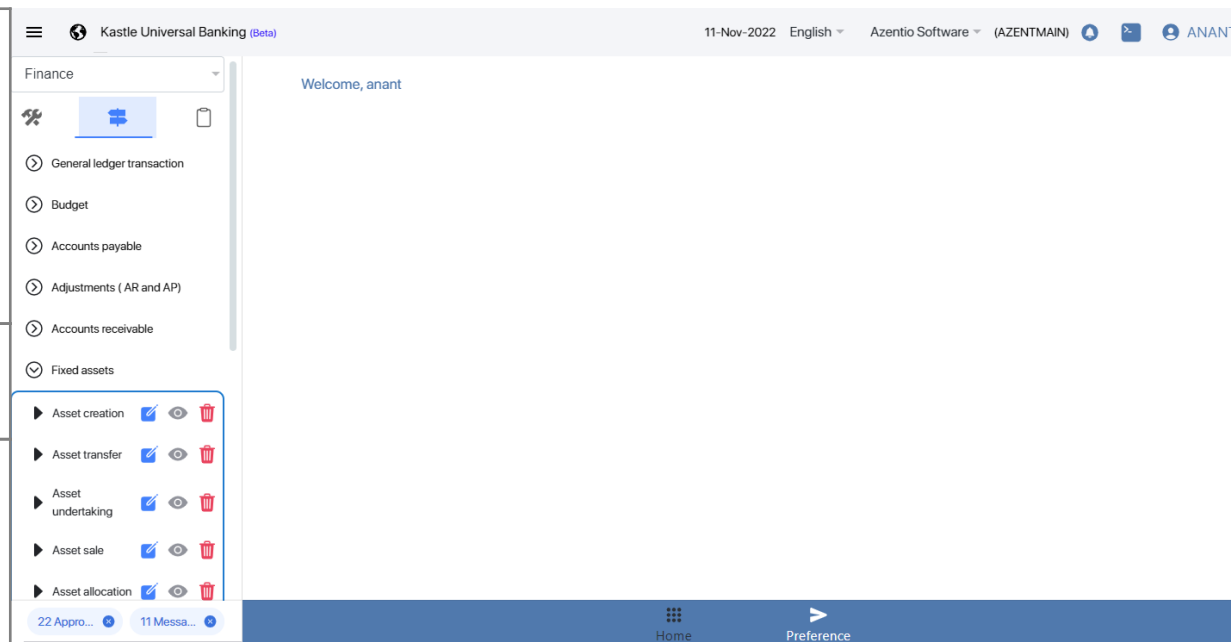 Kastle Universal Banking (Beta)
11-Nov-2022 English Azentio Software (AZENTMAIN) ANANT
Finance
Welcome, anant
General ledger transaction
Budget
Accounts payable
Adjustments ( AR and AP)
Accounts receivable
Fixed assets
Asset creation
Asset transfer
Asset
undertaking
Asset sale
Asset allocation
22 Appro... 11 Messa...
Home Preference